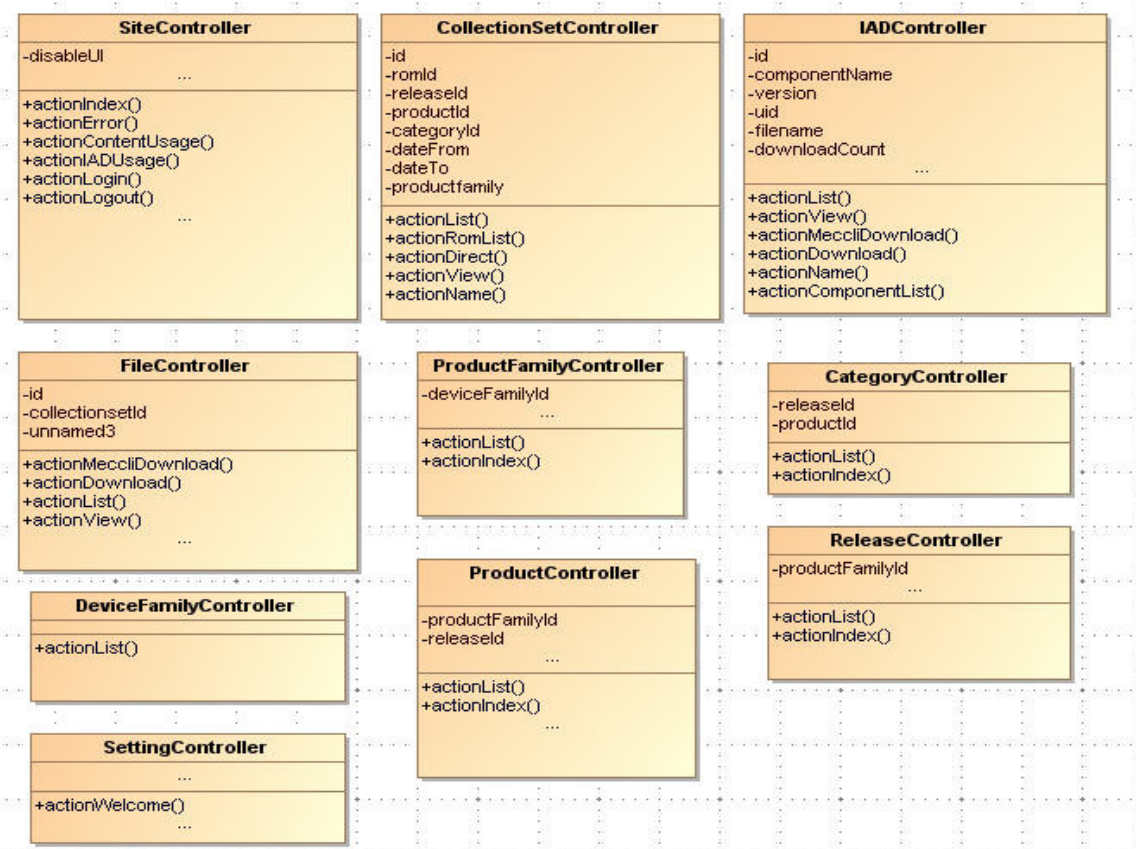 SiteController
-disableUI
...
+actionIndex()
+actionError()
+actionContentUsage()
+actionIADUsage()
+actionLogin()
+actionLogout()
...
CollectionSetController
-id
-romId
-releaseId
-productId
-categoryId
-dateFrom
-dateTo
-productfamily
+actionList()
+actionRomList()
+actionDirect()
+actionView()
+actionName()
IADController
-id
-componentName
-version
-uid
-filename
-downloadCount
...
+actionList()
+actionView()
+actionMeccliDownload()
+actionDownload()
+actionName()
+actionComponentList()
FileController
-id
-collectionsetId
-unnamed3
+actionMeccliDownload()
+actionDownload()
+actionList()
+actionView()
...
ProductFamilyController
-deviceFamilyId
...
+actionList()
+actionIndex()
CategoryController
-releaseId
-productId
+actionList()
+actionIndex()
DeviceFamilyController
+actionList()
ProductController
-productFamilyId
-releaseId
...
+actionList()
+actionIndex()
...
ReleaseController
-productFamilyId
...
+actionList()
+actionIndex()
SettingController
...
+actionWelcome()
...